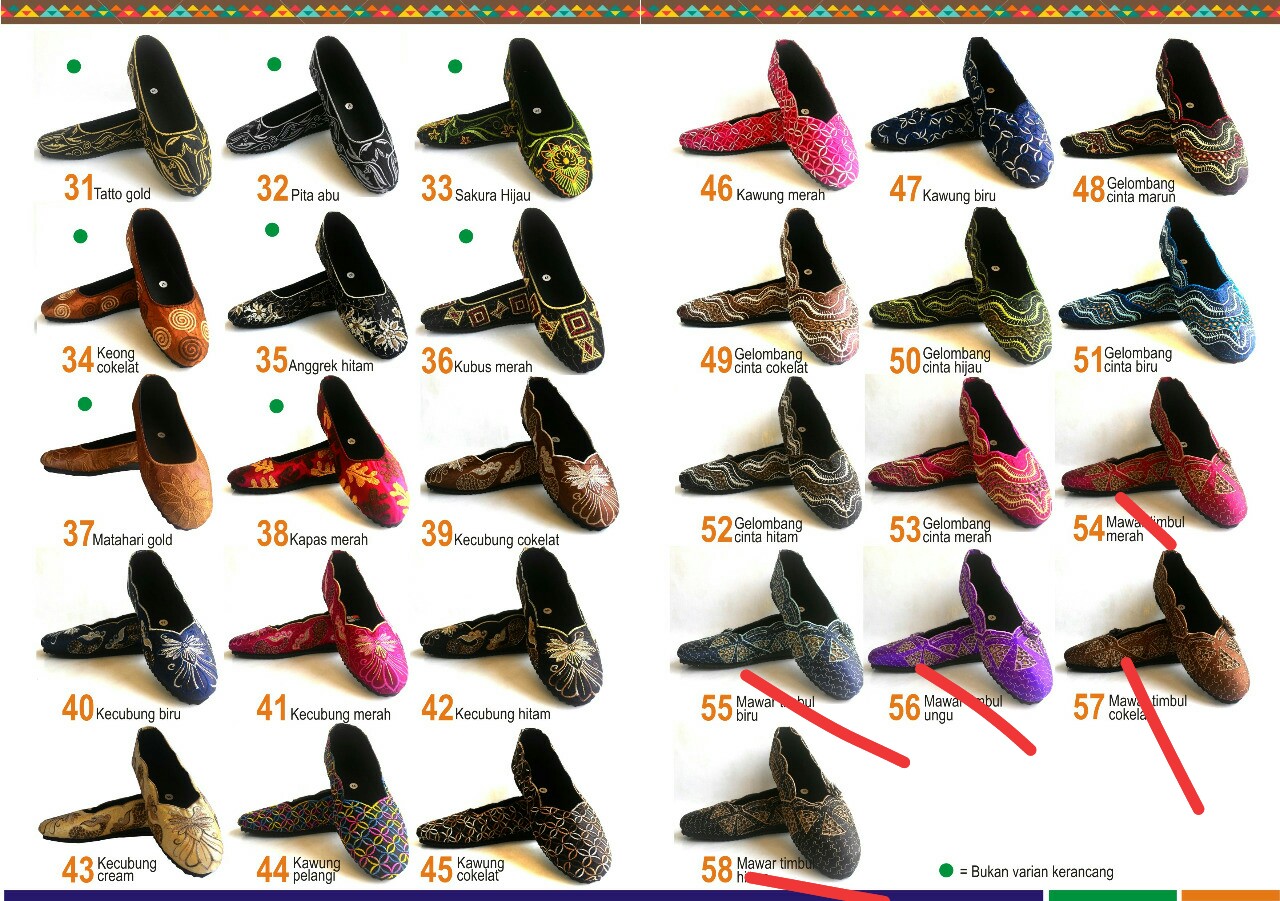 31 Tatto gold
32 Pita abu
33 Sakura Hijau
34 Keong
cokelat
35 Anggrek hitam
36 Kubus merah
37 Matahari gold
38 Kapas merah
39 Kecubung cokelat
40 Kecubung biru
41 Kecubung merah
42 Kecubung hitam
43 Kecubung
cream
44 Kawung
pelangi
45 Kawung
cokelat
46 Kawung merah
47 Kawung biru
48 Gelombang
cinta marun
49 Gelombang
cinta cokelat
50 Gelombang
cinta hijau
51 Gelombang
cinta biru
52 Gelombang
cinta hitam
53 Gelombang
cinta merah
54 Mawar timbul
merah
55 Mawar timbul
biru
56 Mawar timbul
ungu
57 Mawar timbul
cokelat
58 Mawar timbul
= Bukan varian kerancang